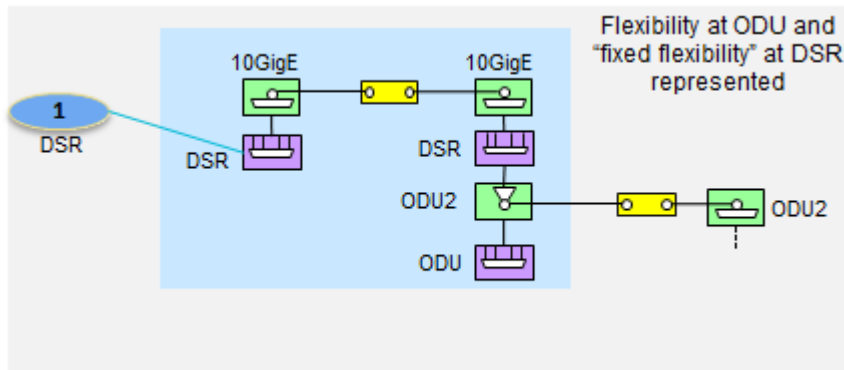 Flexibility at ODU and
“fixed flexibility” at DSR
represented
10GigE
10GigE
1
DSR
DSR
DSR
ODU2
ODU2
ODU